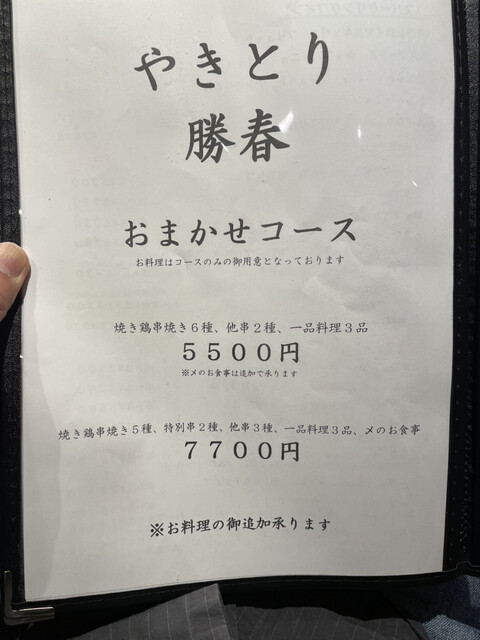 やきとり
勝春
おまかせコース
お料理はコースのみの御用意となっております
焼き鶏串焼き６種、他串２種、一品料理３品
５５００円
※〆のお食事は追加で承ります
焼き鶏串焼き５種、特別串２種、他串３種、一品料理３品、〆のお食事
７７００円
※お料理の御追加承ります